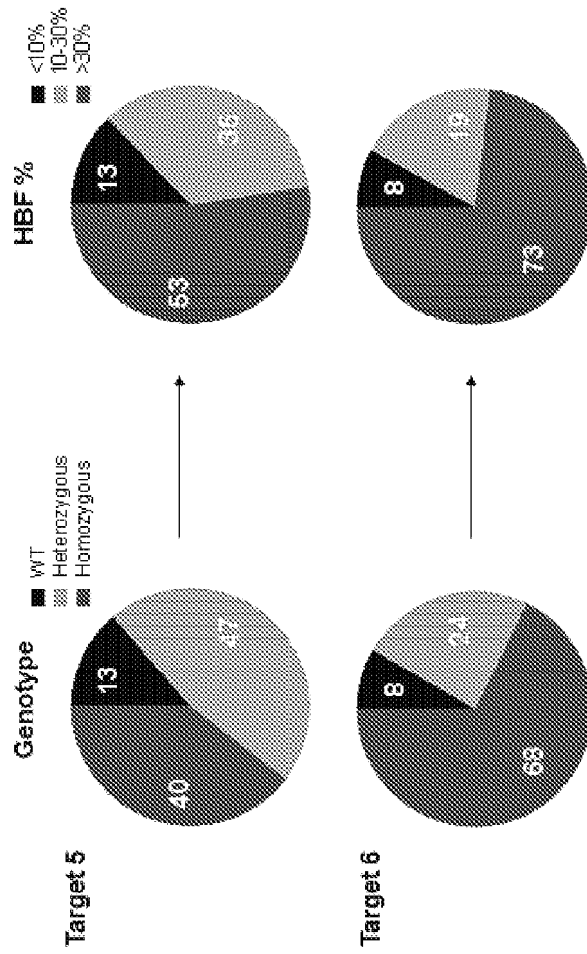 Genotype
WT
Heterozygous
Homozygous
HBF %
<10%
10-30%
>30%
Target 5
13
47
40
13
36
53
Target 6
8
24
68
8
19
73